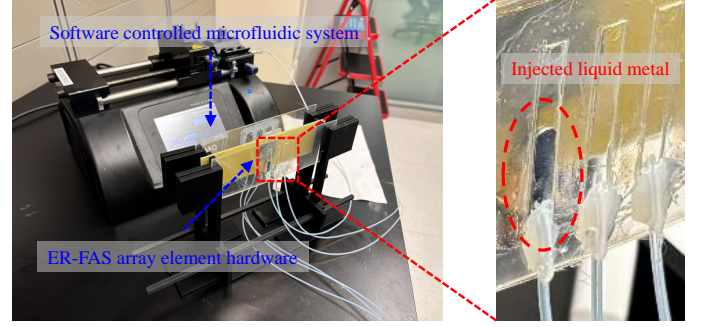 Software controlled microfluidic system
Injected liquid metal
ER-FAS array element hardware